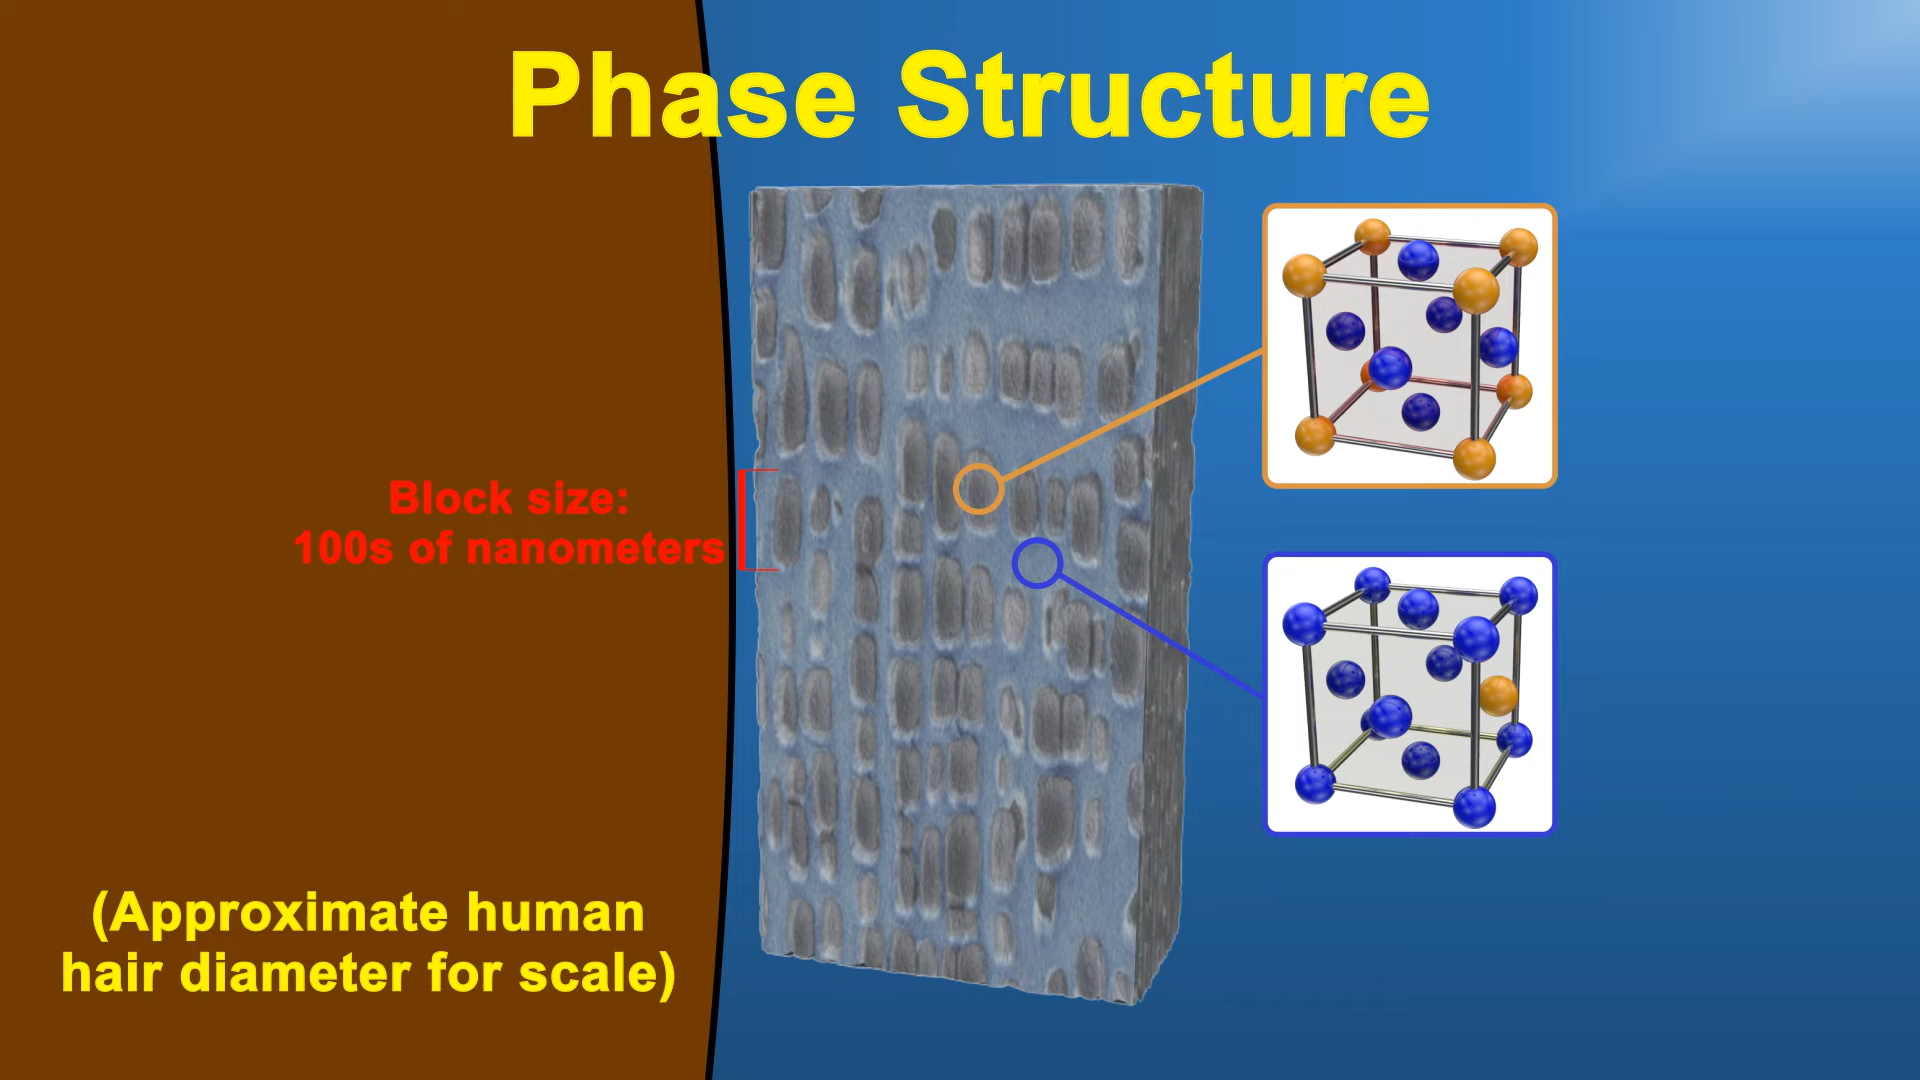 Phase Structure
Block size:
100s of nanometers
(Approximate human
hair diameter for scale)